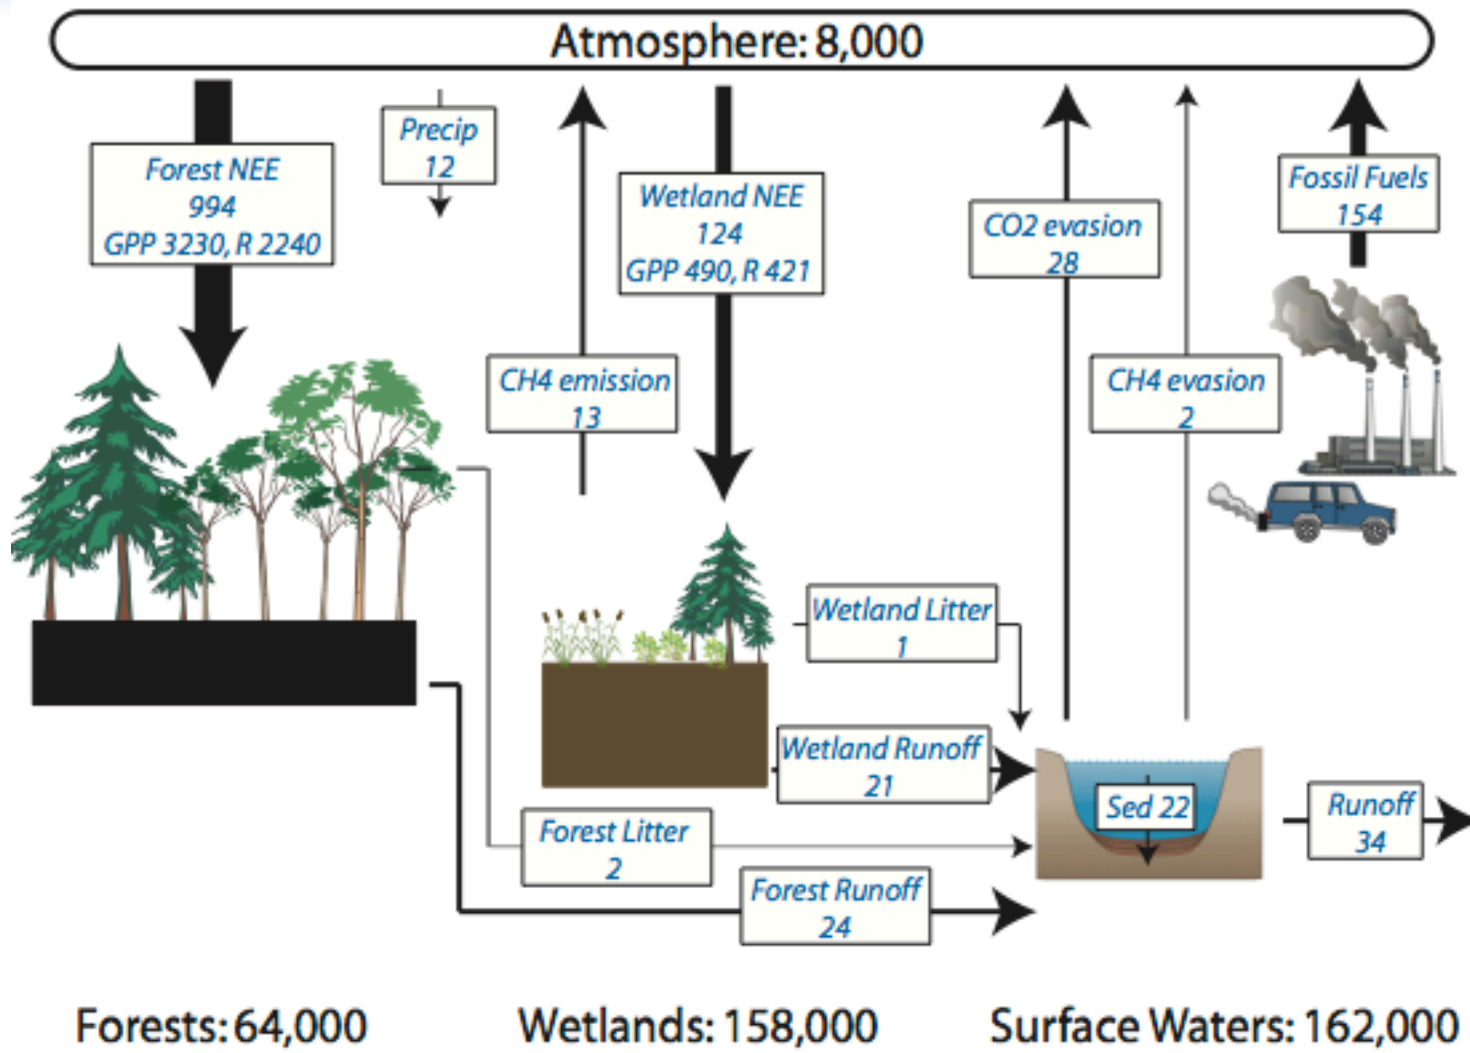 Atmosphere: 8,000
Forest NEE
994
GPP 3230, R 2240
Precip
12
Wetland NEE
124
GPP 490, R 421
CO2 evasion
28
Fossil Fuels
154
CH4 emission
13
CH4 evasion
2
Wetland Litter
1
Wetland Runoff
21
Sed 22
Runoff
34
Forest Litter
2
Forest Runoff
24
Forests: 64,000
Wetlands: 158,000
Surface Waters: 162,000